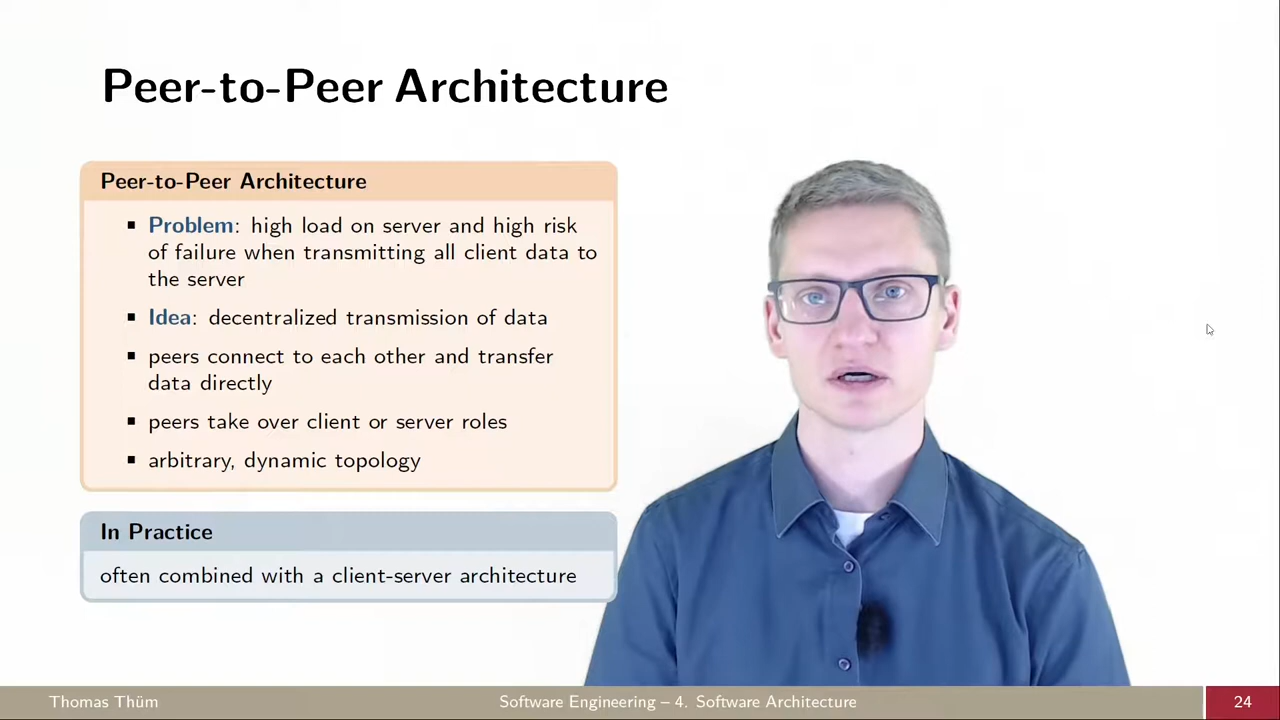 Peer-to-Peer Architecture
Peer-to-Peer Architecture
Problem: high load on server and high risk
of failure when transmitting all client data to
the server
Idea: decentralized transmission of data
peers connect to each other and transfer
data directly
peers take over client or server roles
arbitrary, dynamic topology
In Practice
often combined with a client-server architecture
Thomas Thüm
Software Engineering – 4. Software Architecture
24